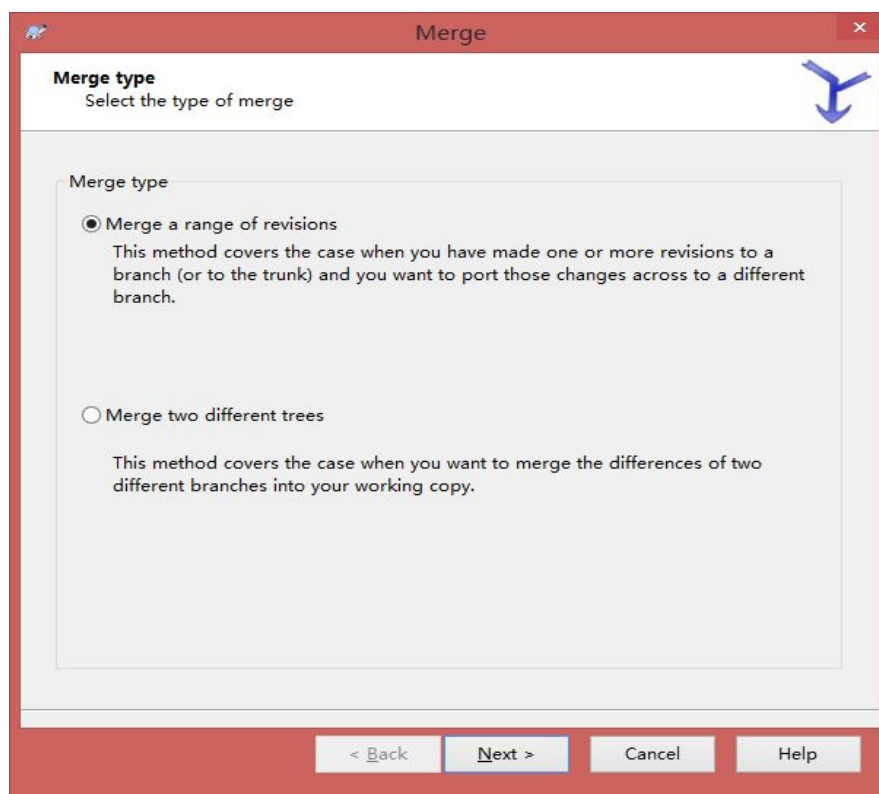 Merge
Merge type
Select the type of merge
Merge type
Merge a range of revisions
This method covers the case when you have made one or more revisions to a
branch (or to the trunk) and you want to port those changes across to a different
branch.
Merge two different trees
This method covers the case when you want to merge the differences of two
different branches into your working copy.
< Back
Next >
Cancel
Help